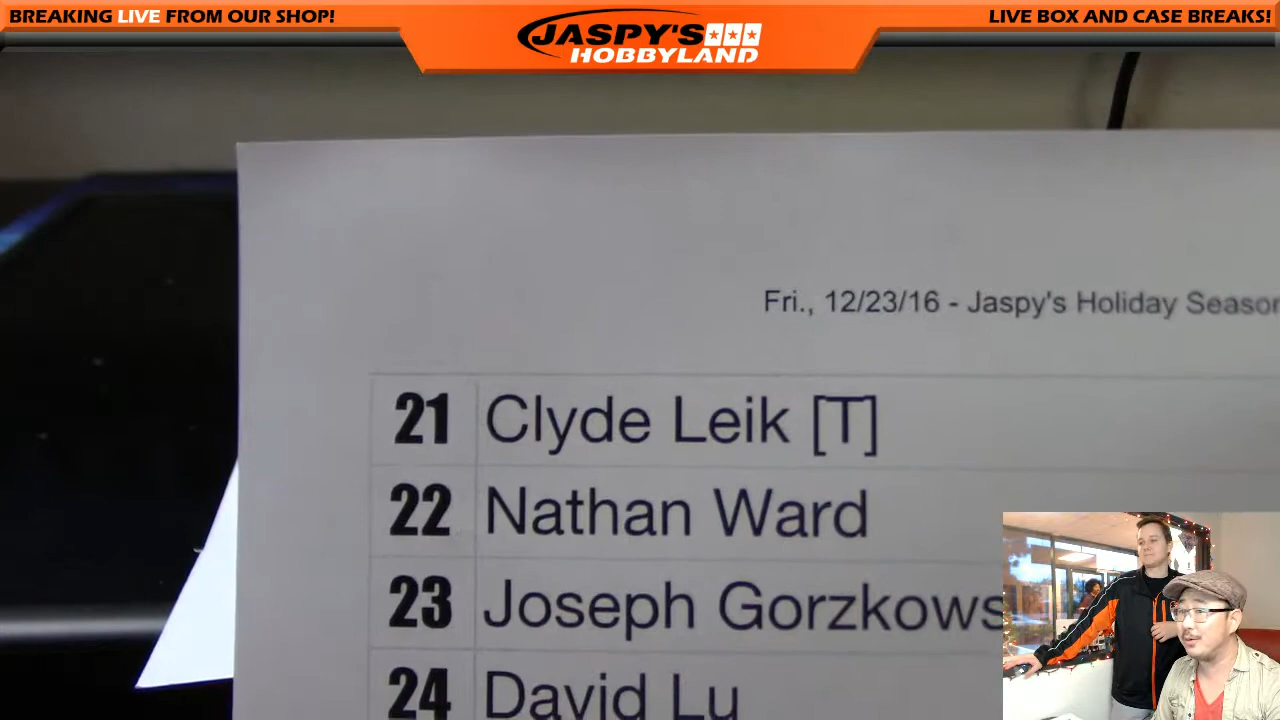 BREAKING LIVE FROM OUR SHOP!
JASPY'S
HOBBYLAND
LIVE BOX AND CASE BREAKS!
Fri., 12/23/16 - Jaspy's Holiday Season
21 Clyde Leik [T]
22 Nathan Ward
23 Joseph Gorzkows
24 David Lu